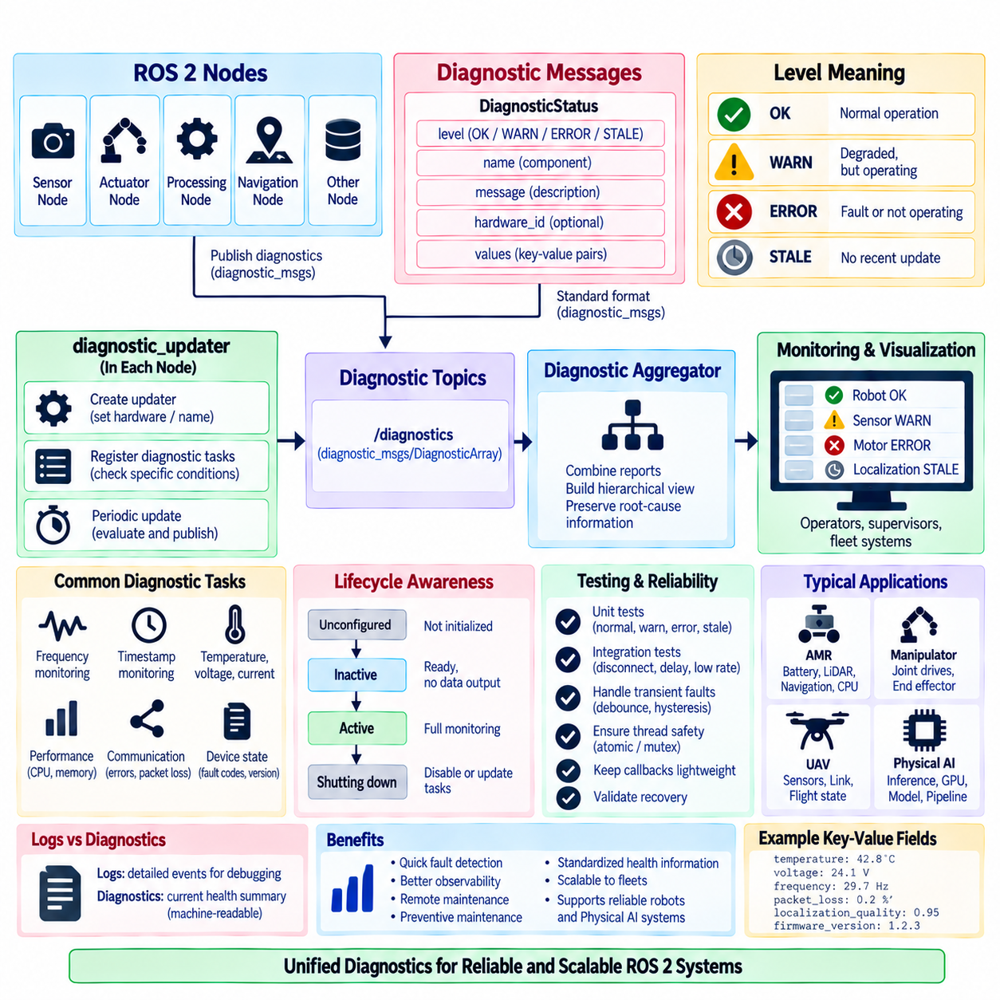 ROS 2 Nodes
Sensor
Node
Actuator
Node
Processing
Node
Navigation
Node
Other
Node
Diagnostic Messages
DiagnosticStatus
level (OK / WARN / ERROR / STALE)
name (component)
message (description)
hardware_id (optional)
values (key-value pairs)
Level Meaning
OK
Normal operation
WARN
Degraded,
but operating
ERROR
Fault or not operating
STALE
No recent update
Publish diagnostics
(diagnostic_msgs)
Standard format
(diagnostic_msgs)
diagnostic_updater
(In Each Node)
Create updater
(set hardware / name)
Register diagnostic tasks
(check specific conditions)
Periodic update
(evaluate and publish)
Diagnostic Topics
/diagnostics
(diagnostic_msgs/DiagnosticArray)
Diagnostic Aggregator
Combine reports
Build hierarchical view
Preserve root-cause
information
Monitoring & Visualization
Robot OK
Sensor WARN
Motor ERROR
Localization STALE
Operators, supervisors,
fleet systems
Common Diagnostic Tasks
Frequency
monitoring
Timestamp
monitoring
Temperature,
voltage, current
Performance
(CPU, memory)
Communication
(errors, packet loss)
Device state
(fault codes, version)
Lifecycle Awareness
Unconfigured
Not initialized
Inactive
Ready,
no data output
Active
Full monitoring
Shutting down
Disable or update
tasks
Testing & Reliability
Unit tests
(normal, warn, error, stale)
Integration tests
(disconnect, delay, low rate)
Handle transient faults
(debounce, hysteresis)
Ensure thread safety
(atomic / mutex)
Keep callbacks lightweight
Validate recovery
Typical Applications
AMR
Battery, LiDAR,
Navigation, CPU
Manipulator
Joint drives,
End effector
UAV
Sensors, Link,
Flight state
Physical AI
Inference, GPU,
Model, Pipeline
Logs vs Diagnostics
Logs: detailed events for debugging
Diagnostics: current health summary
(machine-readable)
Benefits
• Quick fault detection
• Better observability
• Remote maintenance
• Preventive maintenance
• Standardized health information
• Scalable to fleets
• Supports reliable robots
and Physical AI systems
Example Key-Value Fields
temperature: 42.8°C
voltage: 24.1 V
frequency: 29.7 Hz
packet_loss: 0.2 %'
localization_quality: 0.95
firmware_version: 1.2.3
Unified Diagnostics for Reliable and Scalable ROS 2 Systems